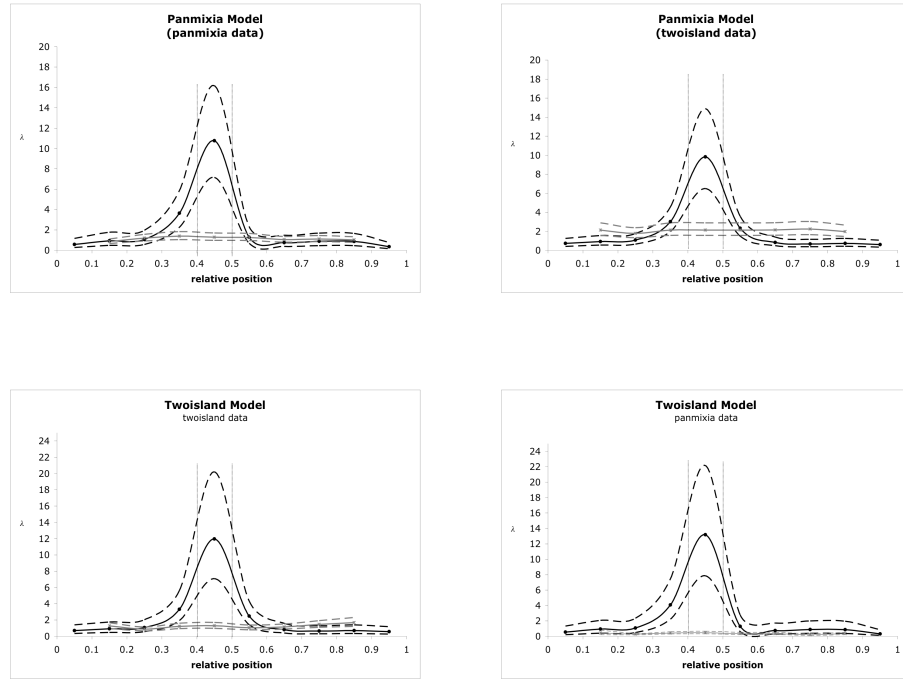 Panmixia Model
(panmixia data)
20
18
16
14
12
10
8
6
4
2
0
λ
0 0.1 0.2 0.3 0.4 0.5 0.6 0.7 0.8 0.9 1
relative position
Panmixia Model
(twoisland data)
20
18
16
14
12
10
8
6
4
2
0
λ
0 0.1 0.2 0.3 0.4 0.5 0.6 0.7 0.8 0.9 1
relative position
Twoisland Model
twoisland data
24
22
20
18
16
14
12
10
8
6
4
2
0
λ
0 0.1 0.2 0.3 0.4 0.5 0.6 0.7 0.8 0.9 1
relative position
Twoisland Model
panmixia data
24
22
20
18
16
14
12
10
8
6
4
2
0
λ
0 0.1 0.2 0.3 0.4 0.5 0.6 0.7 0.8 0.9 1
relative position